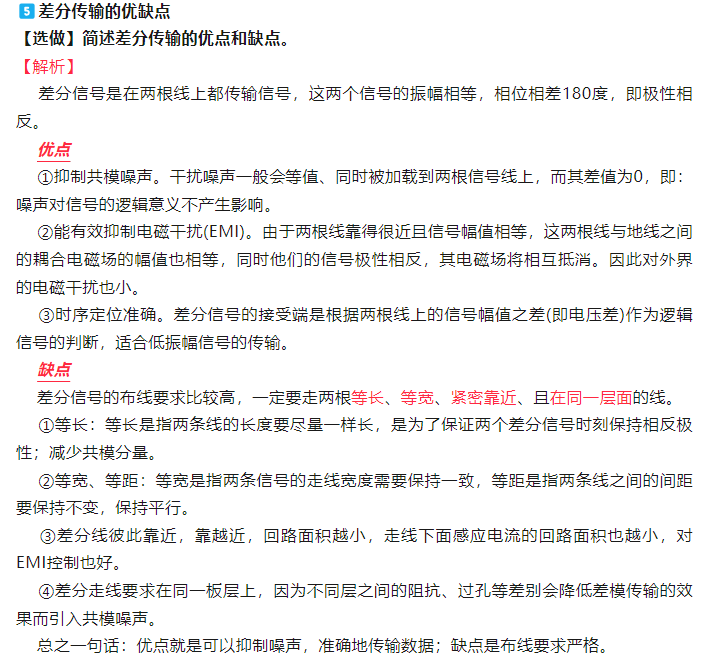 5 差分传输的优缺点
【选做】简述差分传输的优点和缺点。
【解析】
差分信号是在两根线上都传输信号，这两个信号的振幅相等，相位相差180度，即极性相
反。
优点
①抑制共模噪声。干扰噪声一般会等值、同时被加载到两根信号线上，而其差值为0，即：
噪声对信号的逻辑意义不产生影响。
②能有效抑制电磁干扰(EMI)。由于两根线靠得很近且信号幅值相等，这两根线与地线之间
的耦合电磁场的幅值也相等，同时他们的信号极性相反，其电磁场将相互抵消。因此对外界
的电磁干扰也小。
③时序定位准确。差分信号的接受端是根据两根线上的信号幅值之差(即电压差)作为逻辑
信号的判断，适合低振幅信号的传输。
缺点
差分信号的布线要求比较高，一定要走两根等长、等宽、紧密靠近、且在同一层面的线。
①等长：等长是指两条线的长度要尽量一样长，是为了保证两个差分信号时刻保持相反极
性；减少共模分量。
②等宽、等距：等宽是指两条信号的走线宽度需要保持一致，等距是指两条线之间的间距
要保持不变，保持平行。
③差分线彼此靠近，靠越近，回路面积越小，走线下面感应电流的回路面积也越小，对
EMI控制也好。
④差分走线要求在同一板层上，因为不同层之间的阻抗、过孔等差别会降低差模传输的效
果而引入共模噪声。
总之一句话：优点就是可以抑制噪声，准确地传输数据；缺点是布线要求严格。